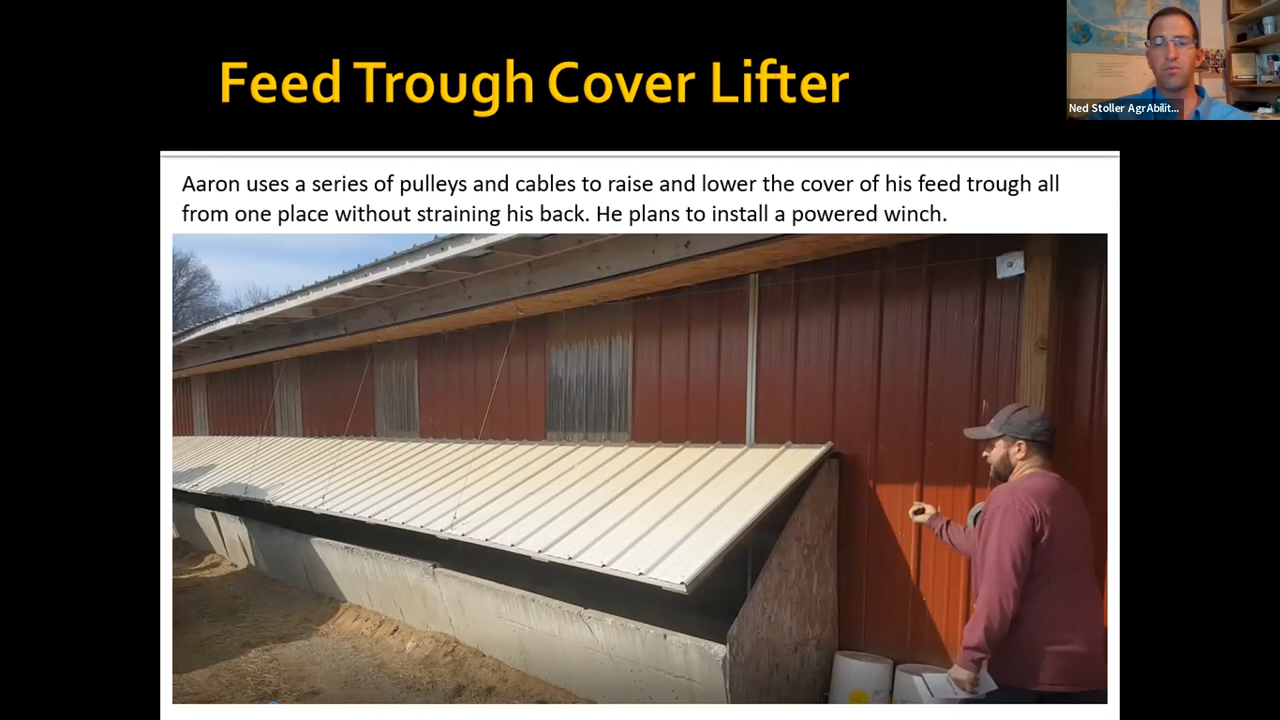 Feed Trough Cover Lifter
Ned Stoller AgrAbilit...
Aaron uses a series of pulleys and cables to raise and lower the cover of his feed trough all
from one place without straining his back. He plans to install a powered winch.